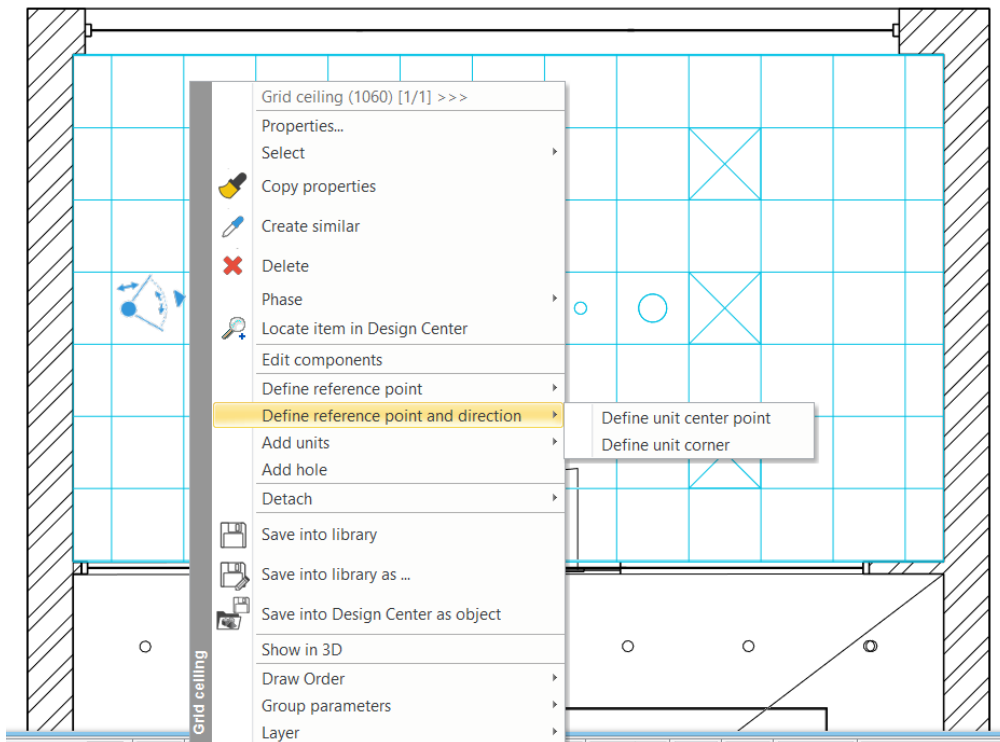 Grid ceiling (1060) [1/1] >>>
Properties...
Select
Copy properties
Create similar
Delete
Phase
Locate item in Design Center
Edit components
Define reference point
Define reference point and direction
Define unit center point
Define unit corner
Add units
Add hole
Detach
Save into library
Save into library as ...
Save into Design Center as object
Show in 3D
Draw Order
Group parameters
Layer
Grid ceiling